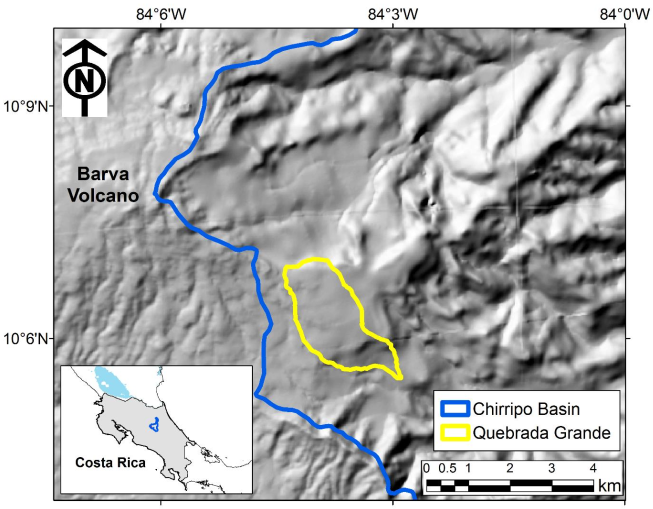 84°6'W 84°3'W 84°0'W
N
10°9'N
Barva
Volcano
10°6'N
Costa Rica
Chirripo Basin
Quebrada Grande
0 0.5 1 2 3 4
km